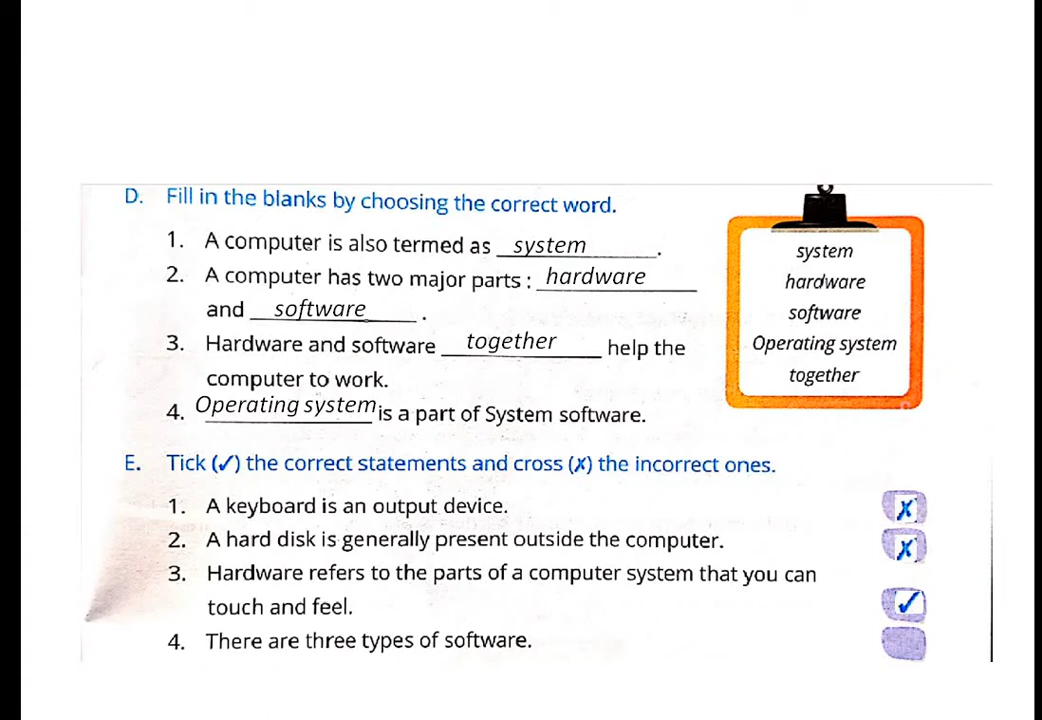 D. Fill in the blanks by choosing the correct word.
1. A computer is also termed as system.
2. A computer has two major parts : hardware
and software.
3. Hardware and software together help the
computer to work.
4. Operating system is a part of System software.
system
hardware
software
Operating system
together
E. Tick (✓) the correct statements and cross (✗) the incorrect ones.
1. A keyboard is an output device. ✗
2. A hard disk is generally present outside the computer. ✗
3. Hardware refers to the parts of a computer system that you can
touch and feel. ✓
4. There are three types of software.